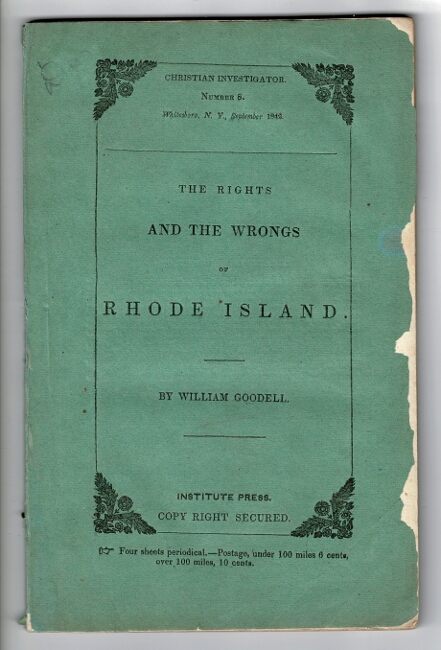 CHRISTIAN INVESTIGATOR.
NUMBER 8.
Whitesboro, N. Y., September 1842.
THE RIGHTS
AND THE WRONGS
OF
RHODE ISLAND.
BY WILLIAM GOODELL.
INSTITUTE PRESS.
COPY RIGHT SECURED.
☞ Four sheets periodical.—Postage, under 100 miles 6 cents,
over 100 miles, 10 cents.